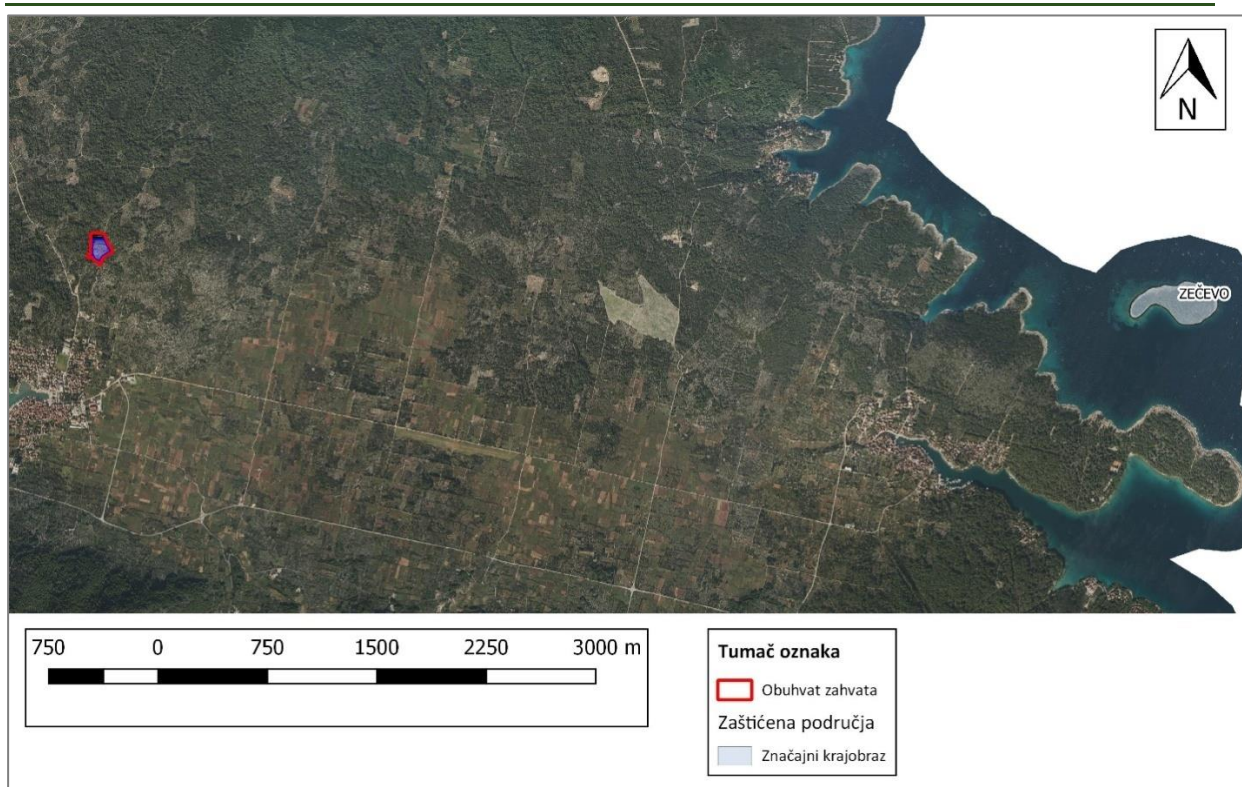 N
ZEČEVO
750 0 750 1500 2250 3000 m
Tumač oznaka
Obuhvat zahvata
Zaštićena područja
Značajni krajobraz